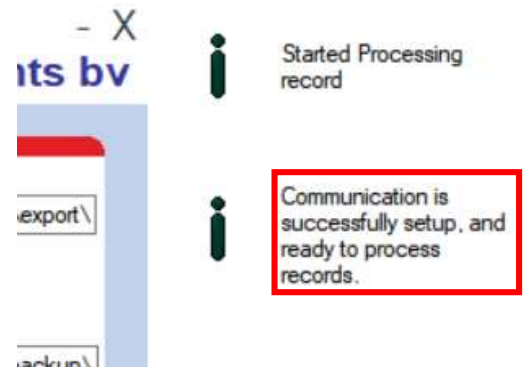 - X
nts bv
export\
ackup\
Started Processing
record
Communication is
successfully setup, and
ready to process
records.